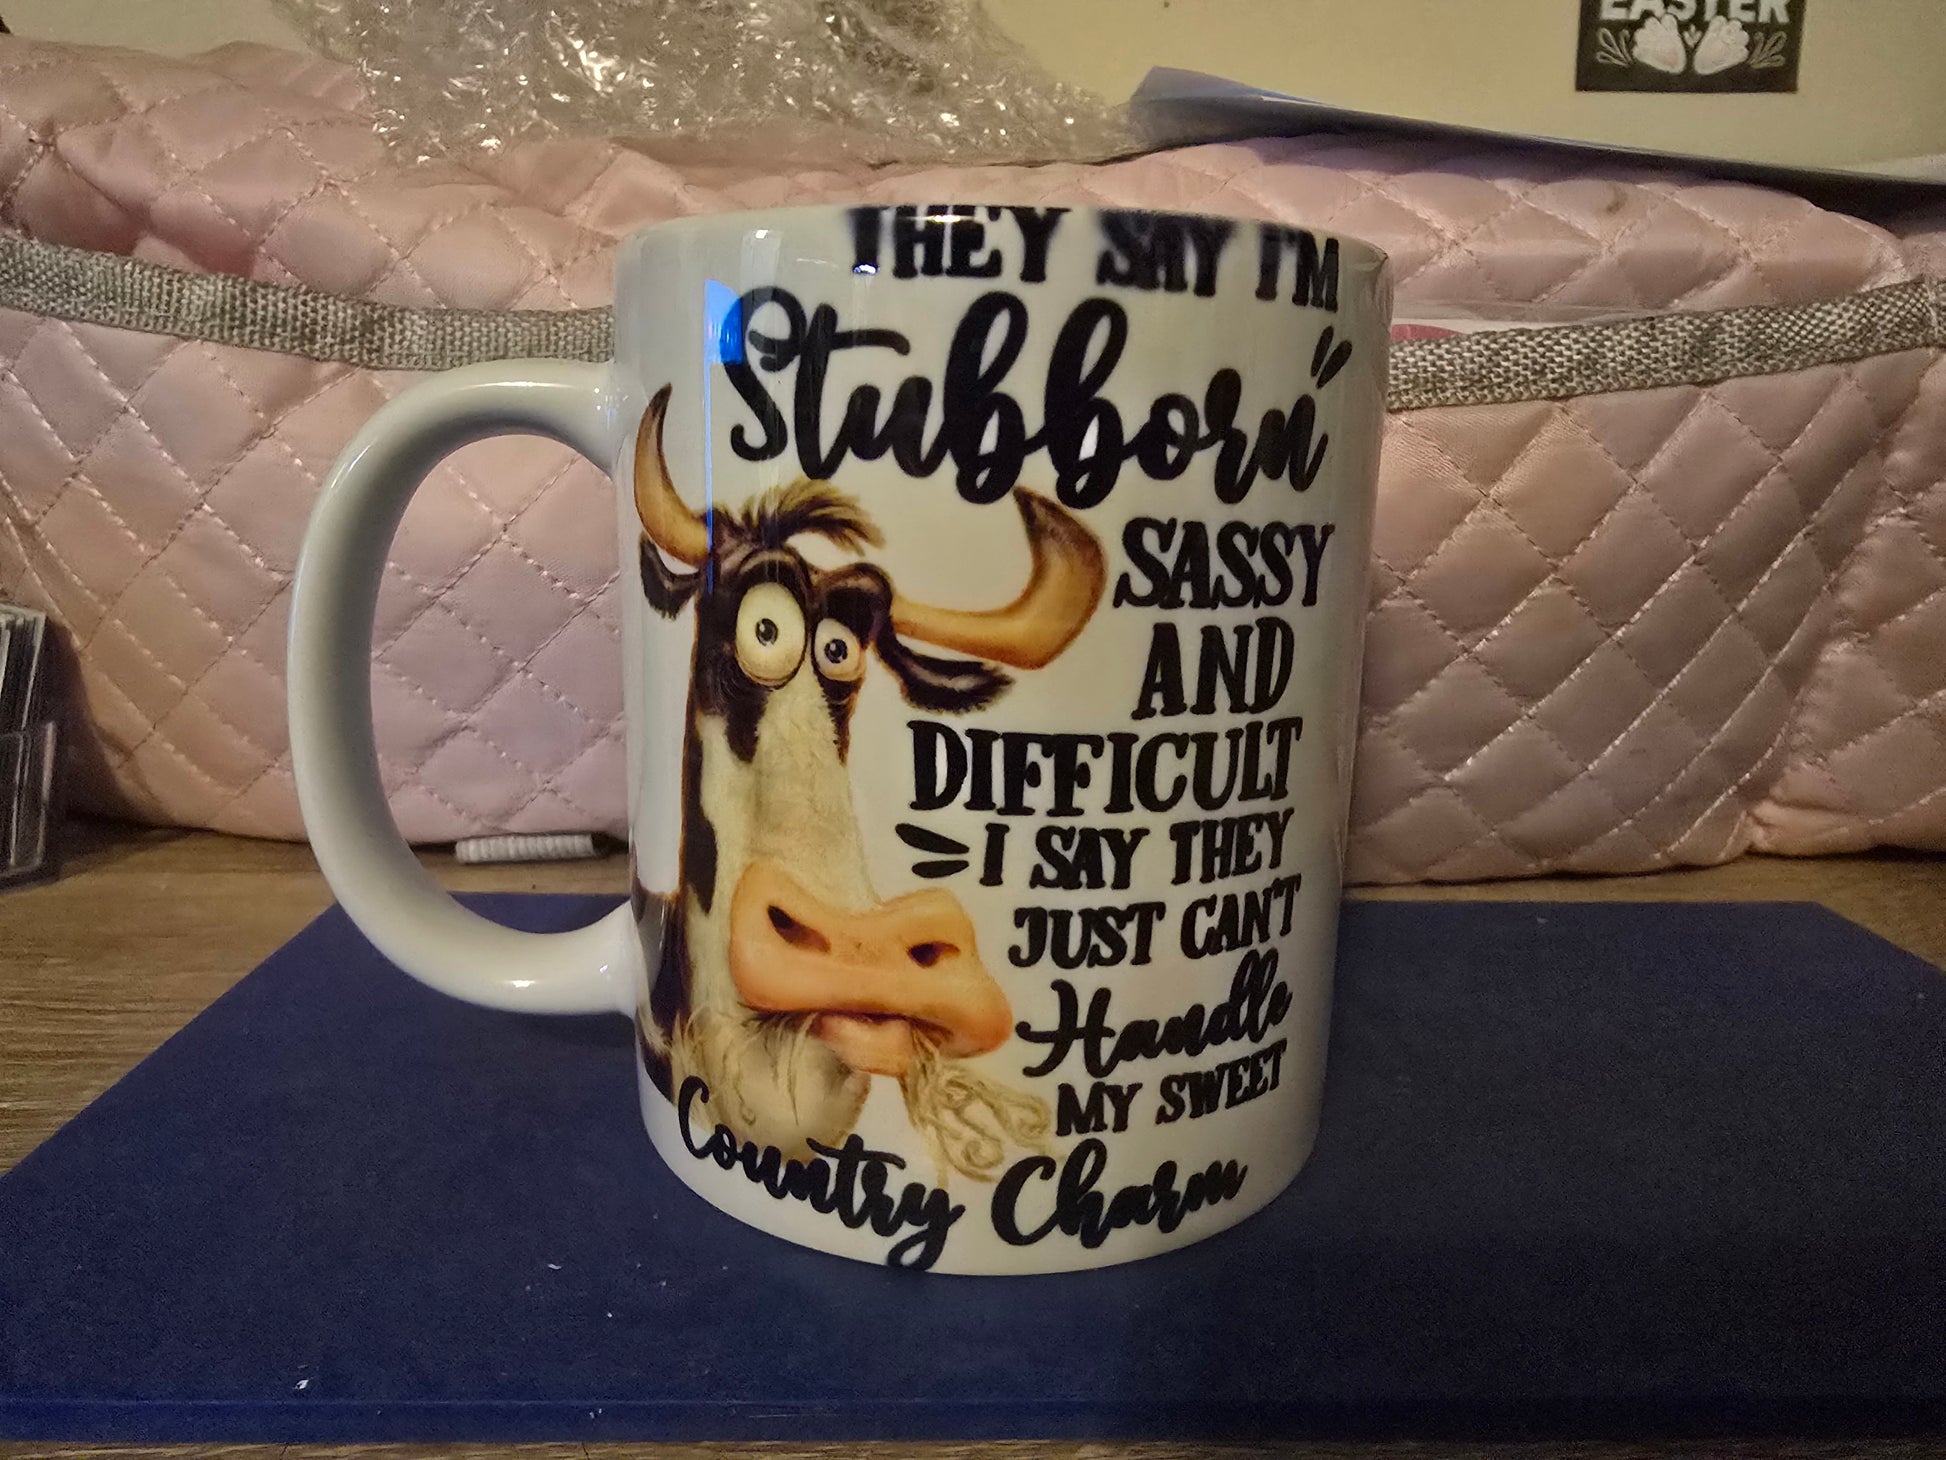 EASTER
THEY SAY I'M
Stubborn
SASSY
AND
DIFFICULT
I SAY THEY
JUST CAN'T
Handle
MY SWEET
Country Charm